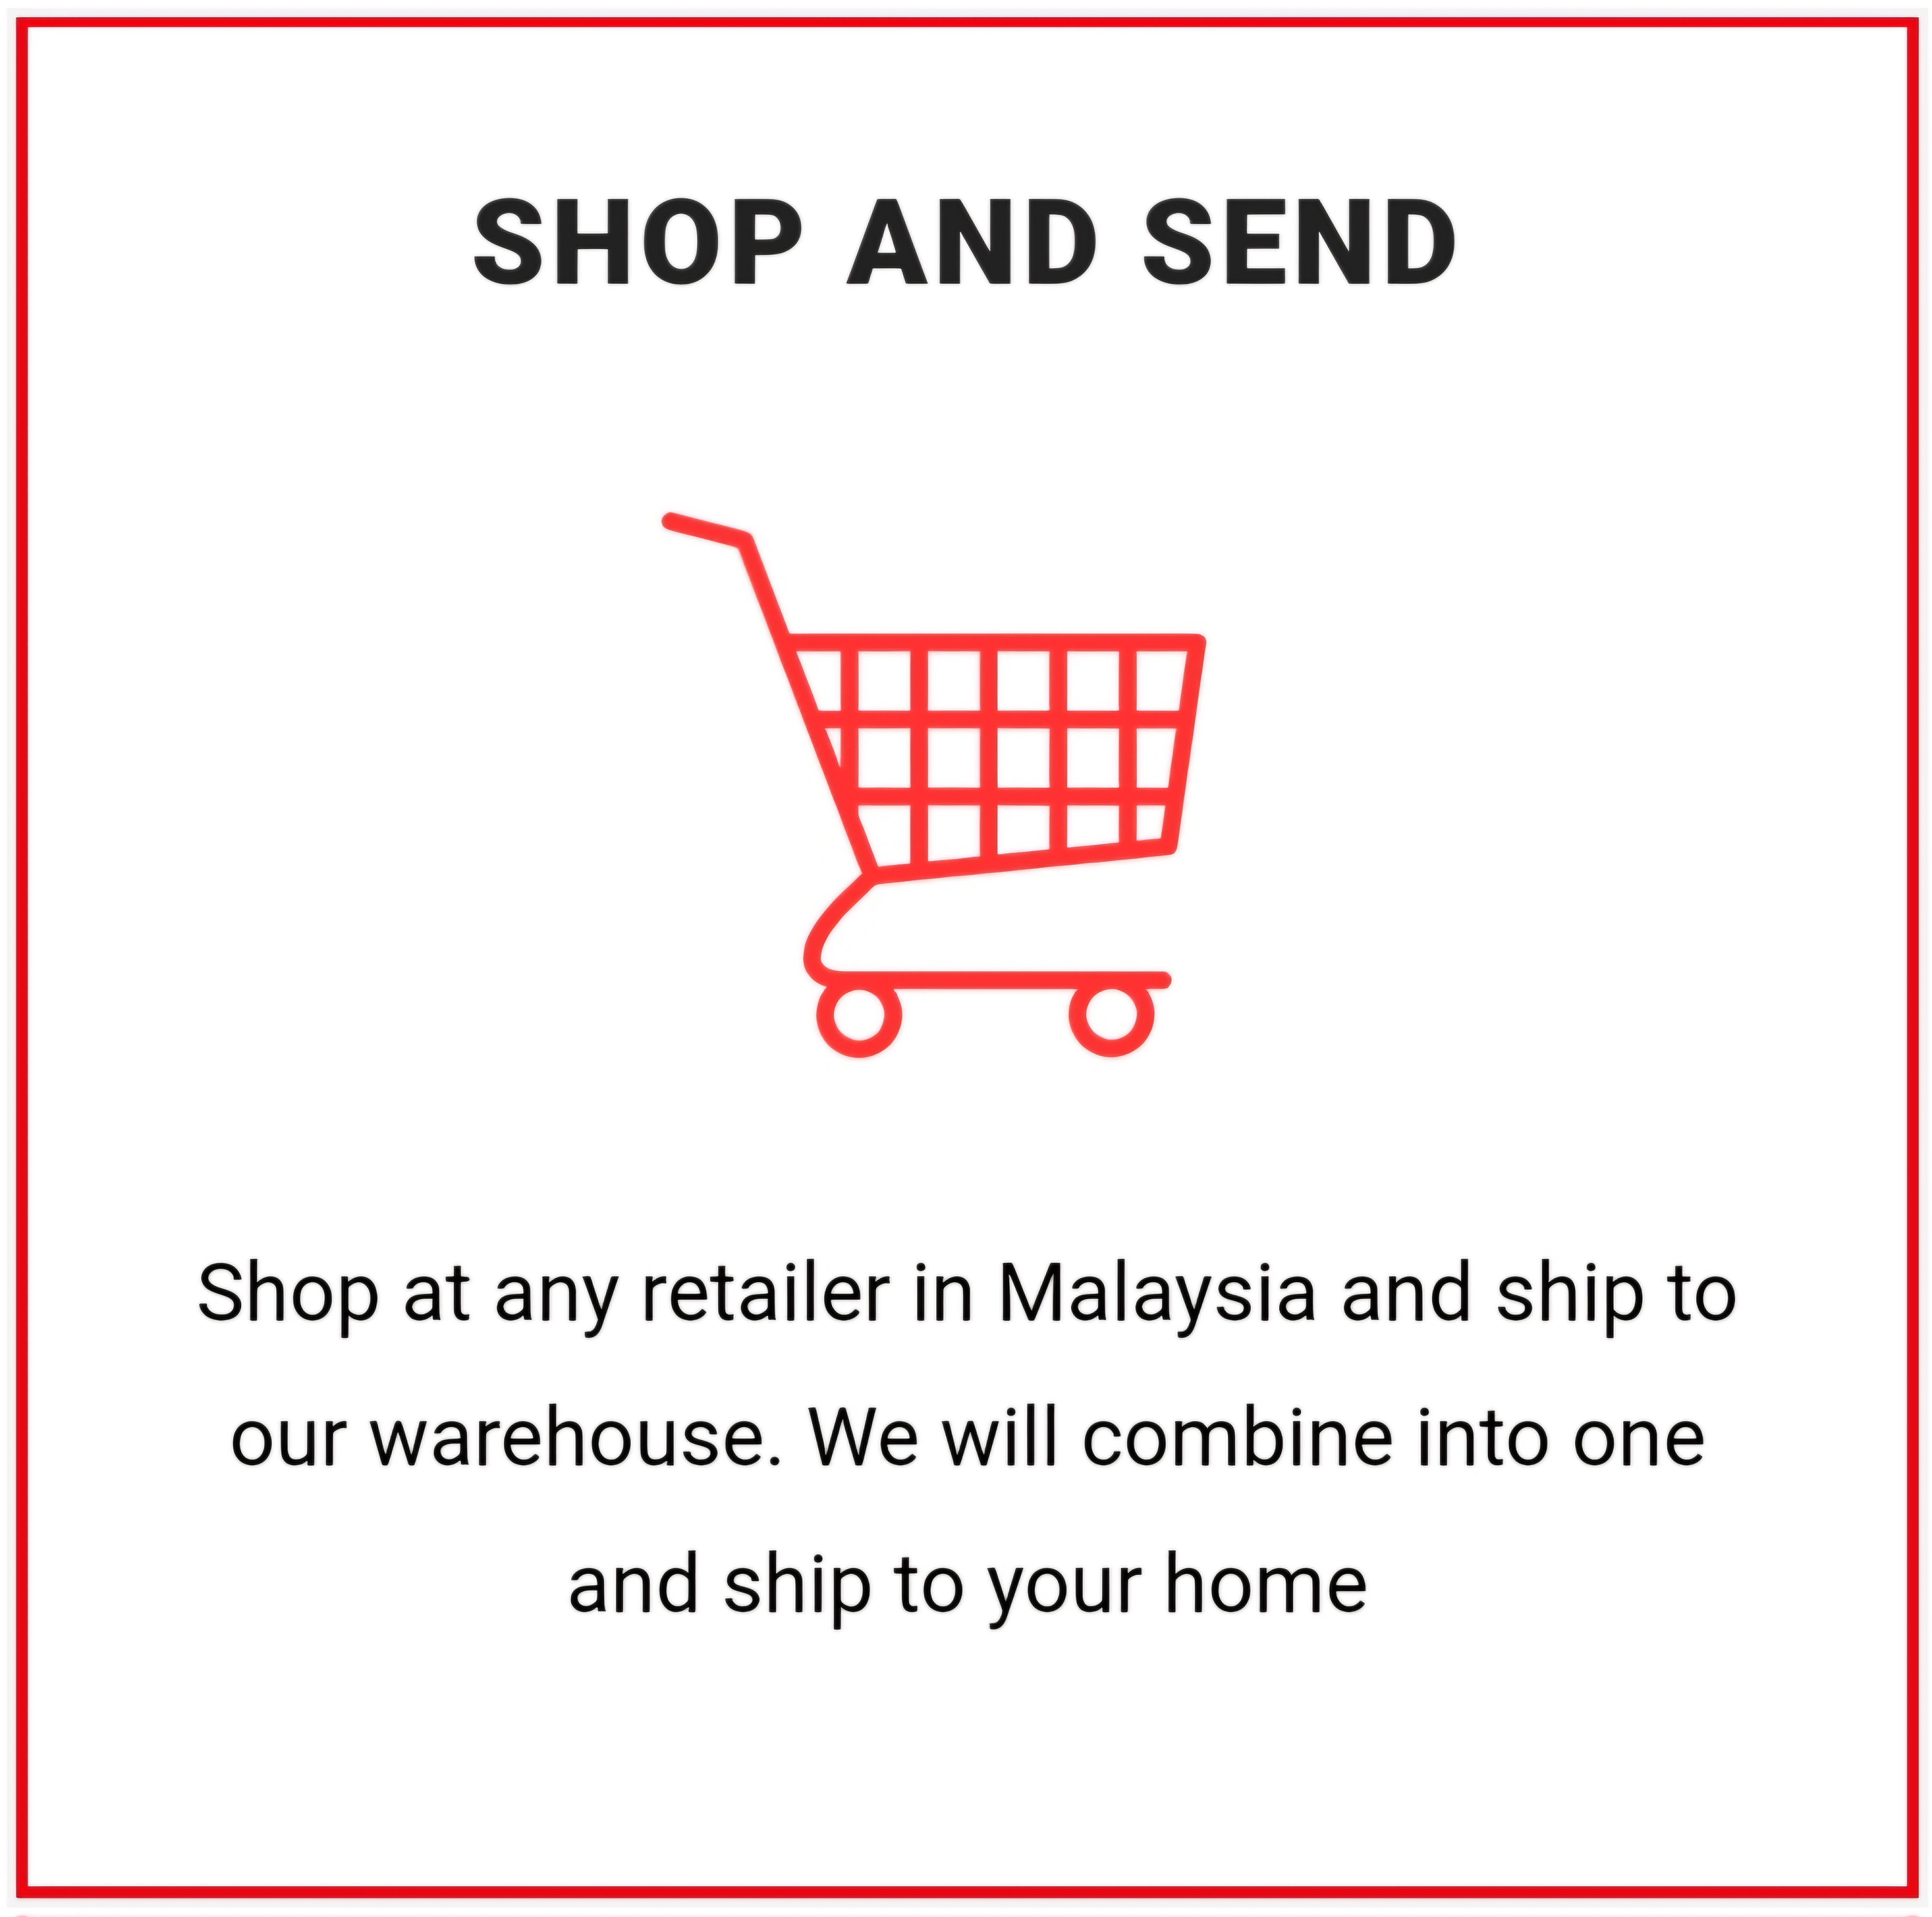 SHOP AND SEND
Shop at any retailer in Malaysia and ship to
our warehouse. We will combine into one
and ship to your home